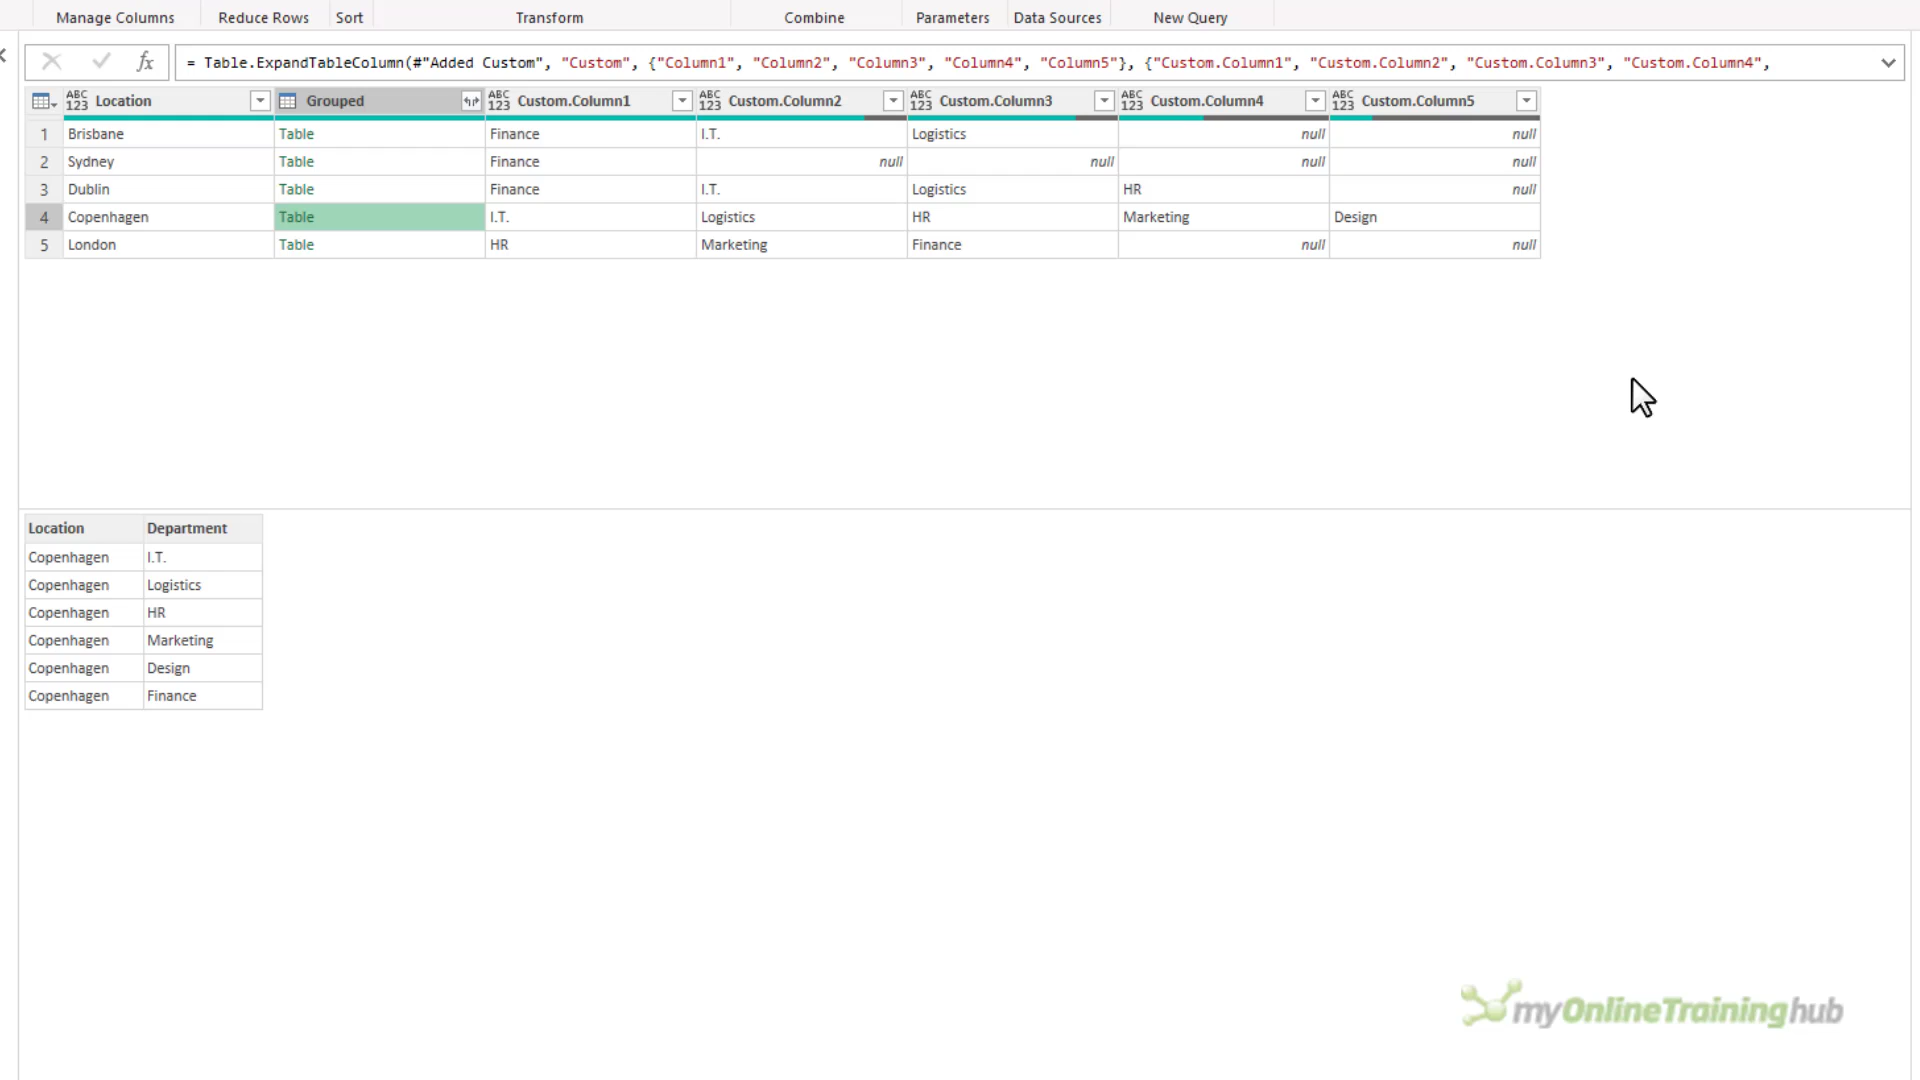 Manage Columns Reduce Rows Sort Transform Combine Parameters Data Sources New Query
fx = Table.ExpandTableColumn(#"Added Custom", "Custom", {"Column1", "Column2", "Column3", "Column4", "Column5"}, {"Custom.Column1", "Custom.Column2", "Custom.Column3", "Custom.Column4",
ABC 123 Location Grouped ABC 123 Custom.Column1 ABC 123 Custom.Column2 ABC 123 Custom.Column3 ABC 123 Custom.Column4 ABC 123 Custom.Column5
1 Brisbane Table Finance I.T. Logistics null null
2 Sydney Table Finance null null null null
3 Dublin Table Finance I.T. Logistics HR null
4 Copenhagen Table I.T. Logistics HR Marketing Design
5 London Table HR Marketing Finance null null
Location Department
Copenhagen I.T.
Copenhagen Logistics
Copenhagen HR
Copenhagen Marketing
Copenhagen Design
Copenhagen Finance
myOnlineTraininghub